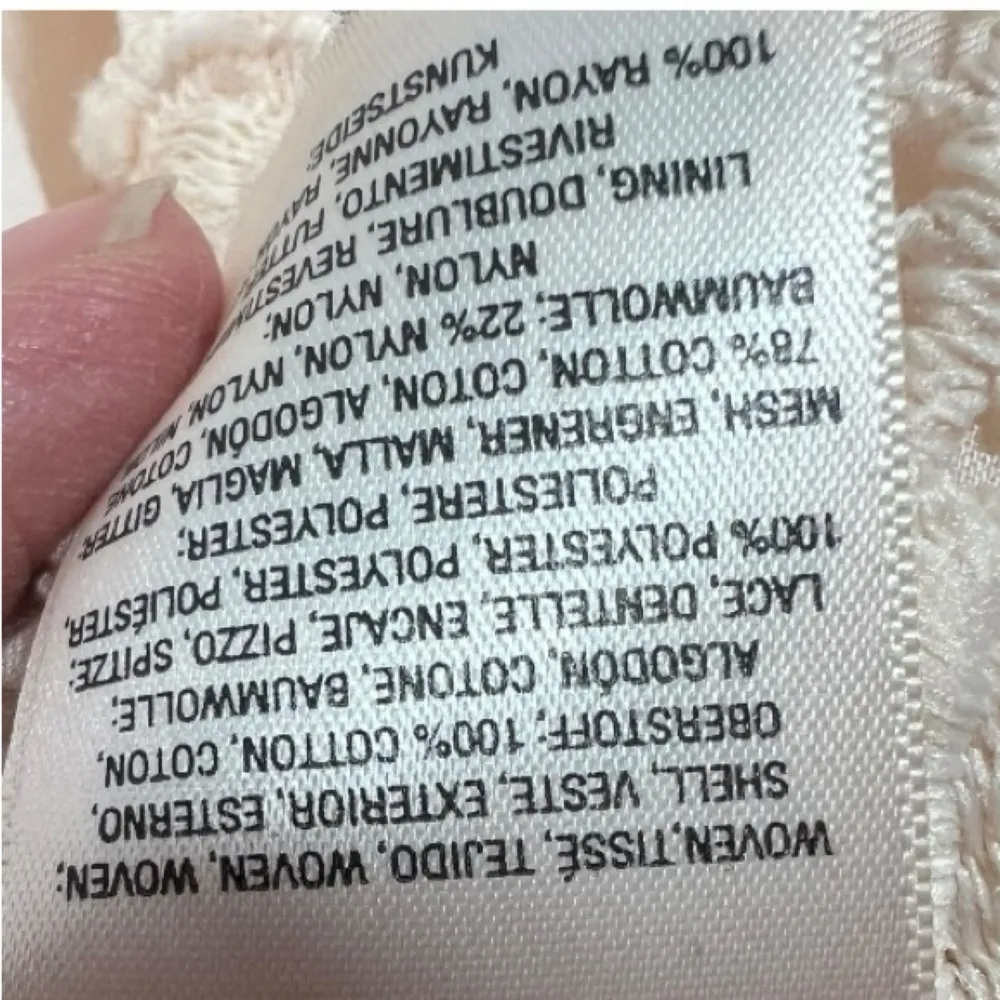 WOVEN,TISSÉ, TEJIDO, WOVEN, WOVEN:
SHELL, VESTE, EXTERIOR, ESTERNO,
OBERSTOFF: 100% COTTON, COTON,
ALGODÓN, COTONE, BAUMWOLLE;
LACE, DENTELLE, ENCAJE, PIZZO, SPITZE:
100% POLYESTER, POLYESTER, POLIÉSTER,
POLIESTERE, POLYESTER;
MESH, ENGRENER, MALLA, MAGLIA, GITTER:
78% COTTON, COTON, ALGODÓN, COTONE,
BAUMWOLLE; 22% NYLON, NYLON,
NYLON, NYLON;
LINING, DOUBLURE,
RIVESTIMENTO,
100% RAYON, RAYONNE,
KUNSTSEIDE